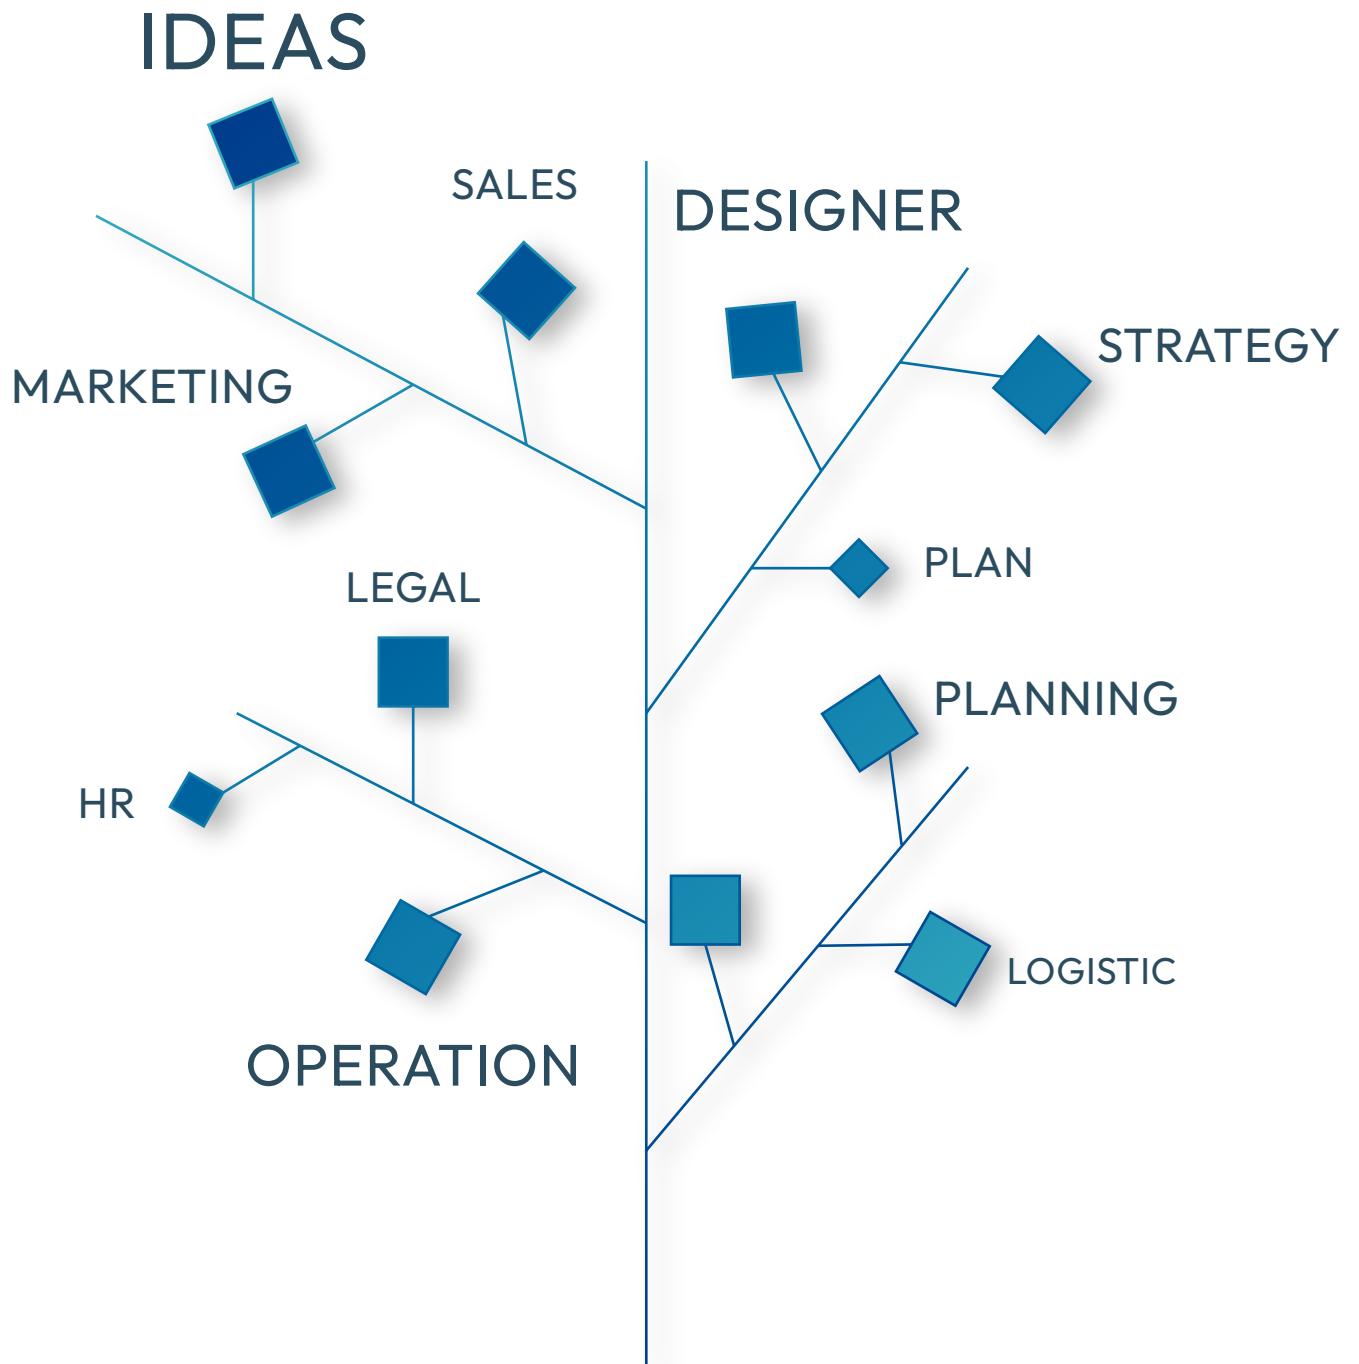 IDEAS
SALES
DESIGNER
STRATEGY
MARKETING
PLAN
LEGAL
PLANNING
HR
LOGISTIC
OPERATION